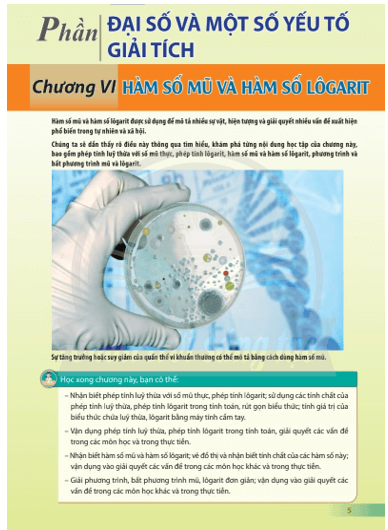 Phần ĐẠI SỐ VÀ MỘT SỐ YẾU TỐ
GIẢI TÍCH
Chương VI HÀM SỐ MŨ VÀ HÀM SỐ LÔGARIT
Hàm số mũ và hàm số lôgarit được sử dụng để mô tả nhiều sự vật, hiện tượng và giải quyết nhiều vấn đề xuất hiện
phổ biến trong tự nhiên và xã hội.
Chúng ta sẽ dần thấy rõ điều này thông qua tìm hiểu, khám phá từng nội dung học tập của chương này,
bao gồm phép tính luỹ thừa với số mũ thực, phép tính lôgarit, hàm số mũ và hàm số lôgarit, phương trình và
bất phương trình mũ và lôgarit.
Sự tăng trưởng hoặc suy giảm của quần thể vi khuẩn thường có thể mô tả bằng cách dùng hàm số mũ.
Học xong chương này, bạn có thể:
– Nhận biết phép tính luỹ thừa với số mũ thực, phép tính lôgarit; sử dụng các tính chất của
phép tính luỹ thừa, phép tính lôgarit trong tính toán, rút gọn biểu thức; tính giá trị của
biểu thức chứa luỹ thừa, lôgarit bằng máy tính cầm tay.
– Vận dụng phép tính luỹ thừa, phép tính lôgarit trong tính toán, giải quyết các vấn đề
trong các môn học và trong thực tiễn.
– Nhận biết hàm số mũ và hàm số lôgarit; vẽ đồ thị và nhận biết tính chất của các hàm số này;
vận dụng vào giải quyết các vấn đề trong các môn học khác và trong thực tiễn.
– Giải phương trình, bất phương trình mũ, lôgarit đơn giản; vận dụng vào giải quyết các
vấn đề trong các môn học khác và trong thực tiễn.
5